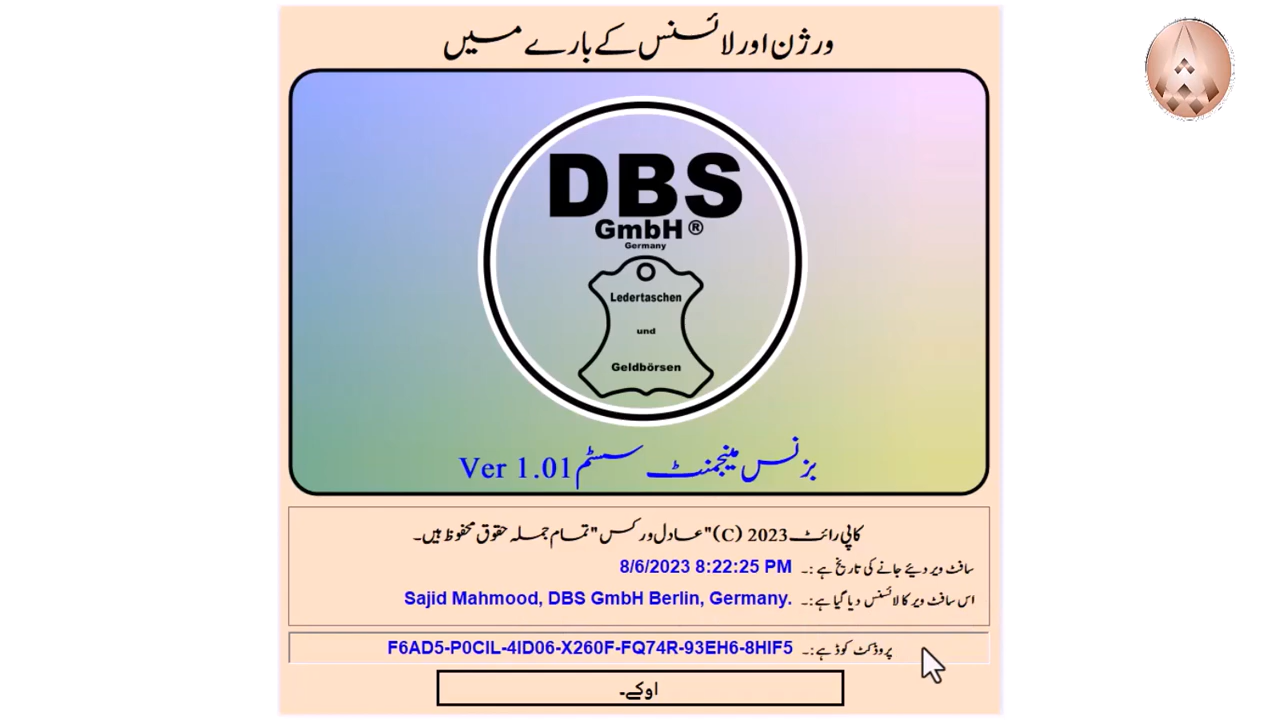 ورژن اور لائسنس کے بارے میں
DBS
GmbH®
Germany
Ledertaschen
und
Geldbörsen
بزنس مینجمنٹ سسٹم Ver 1.01
کاپی رائٹ 2023 (C) "عادل ورکس" تمام جملہ حقوق محفوظ ہیں۔
سافٹ ویر دیئے جانے کی تاریخ ہے :۔ 8/6/2023 8:22:25 PM
اس سافٹ ویر کا لائسنس دیا گیا ہے :۔ Sajid Mahmood, DBS GmbH Berlin, Germany.
پروڈکٹ کوڈ ہے :۔ F6AD5-P0CIL-4ID06-X260F-FQ74R-93EH6-8HIF5
اوکے۔